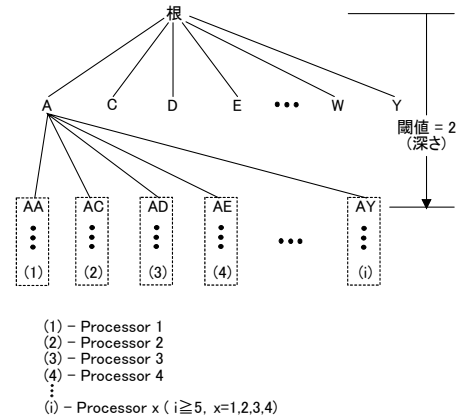 根
A C D E ••• W Y
閾値 = 2
(深さ)
AA AC AD AE ••• AY
(1) (2) (3) (4) (i)
(1) − Processor 1
(2) − Processor 2
(3) − Processor 3
(4) − Processor 4
⋮
(i) − Processor x ( i≧5, x=1,2,3,4)